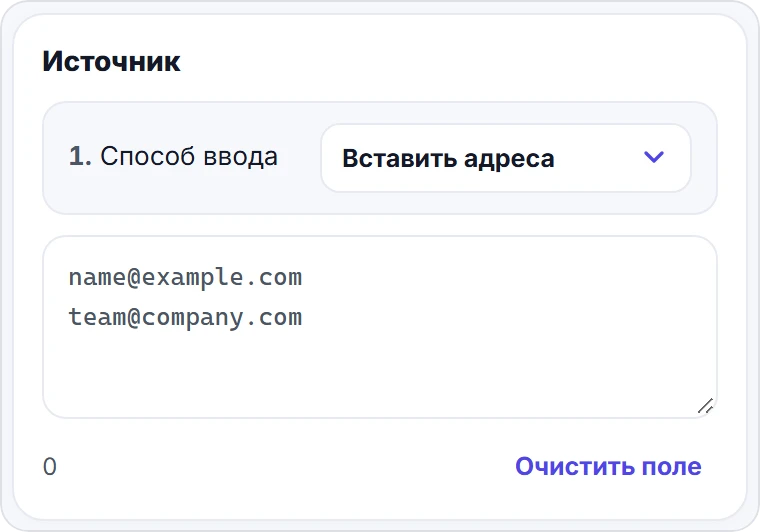 Источник
1. Способ ввода Вставить адреса
name@example.com
team@company.com
0 Очистить поле